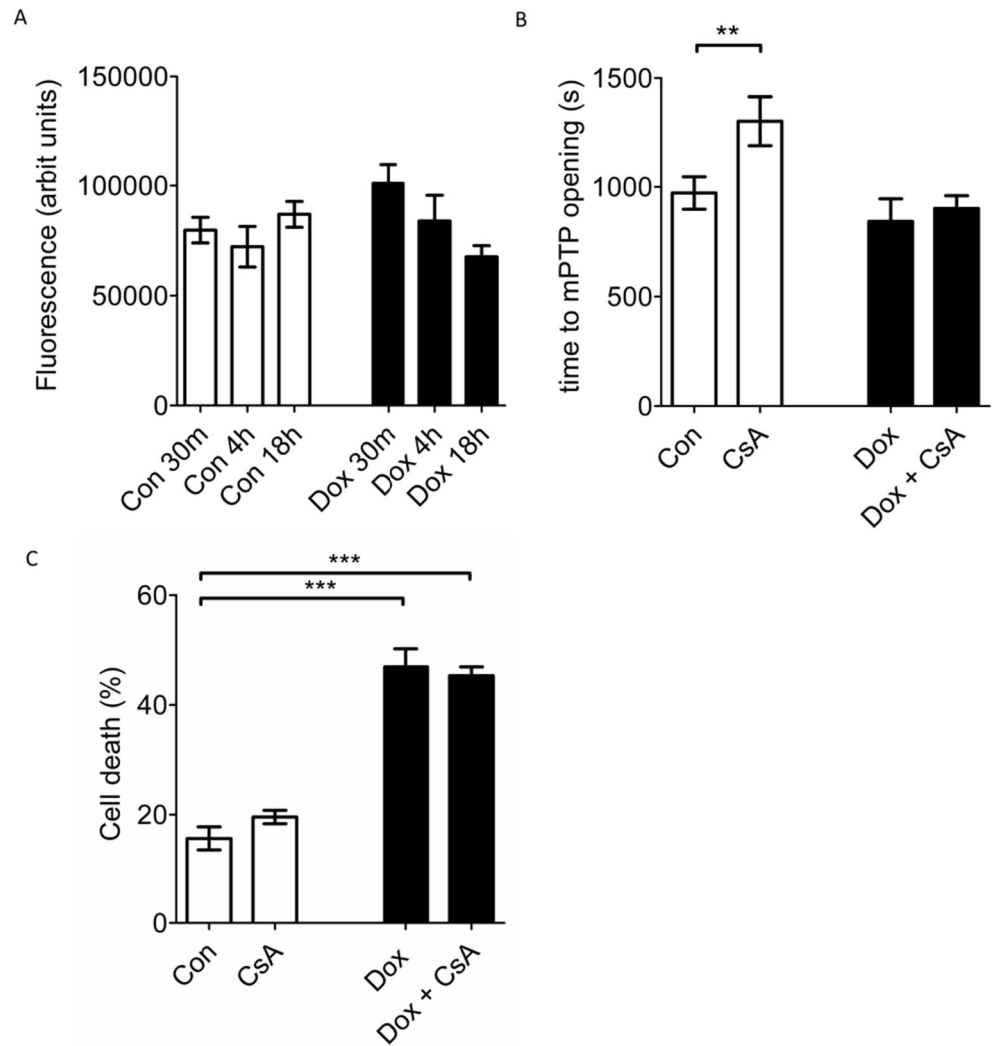 A
Fluorescence (arbit units)
150000
100000
50000
0
Con 30m
Con 4h
Con 18h
Dox 30m
Dox 4h
Dox 18h
B
**
time to mPTP opening (s)
1500
1000
500
0
Con
CsA
Dox
Dox + CsA
C
***
***
Cell death (%)
60
40
20
0
Con
CsA
Dox
Dox + CsA